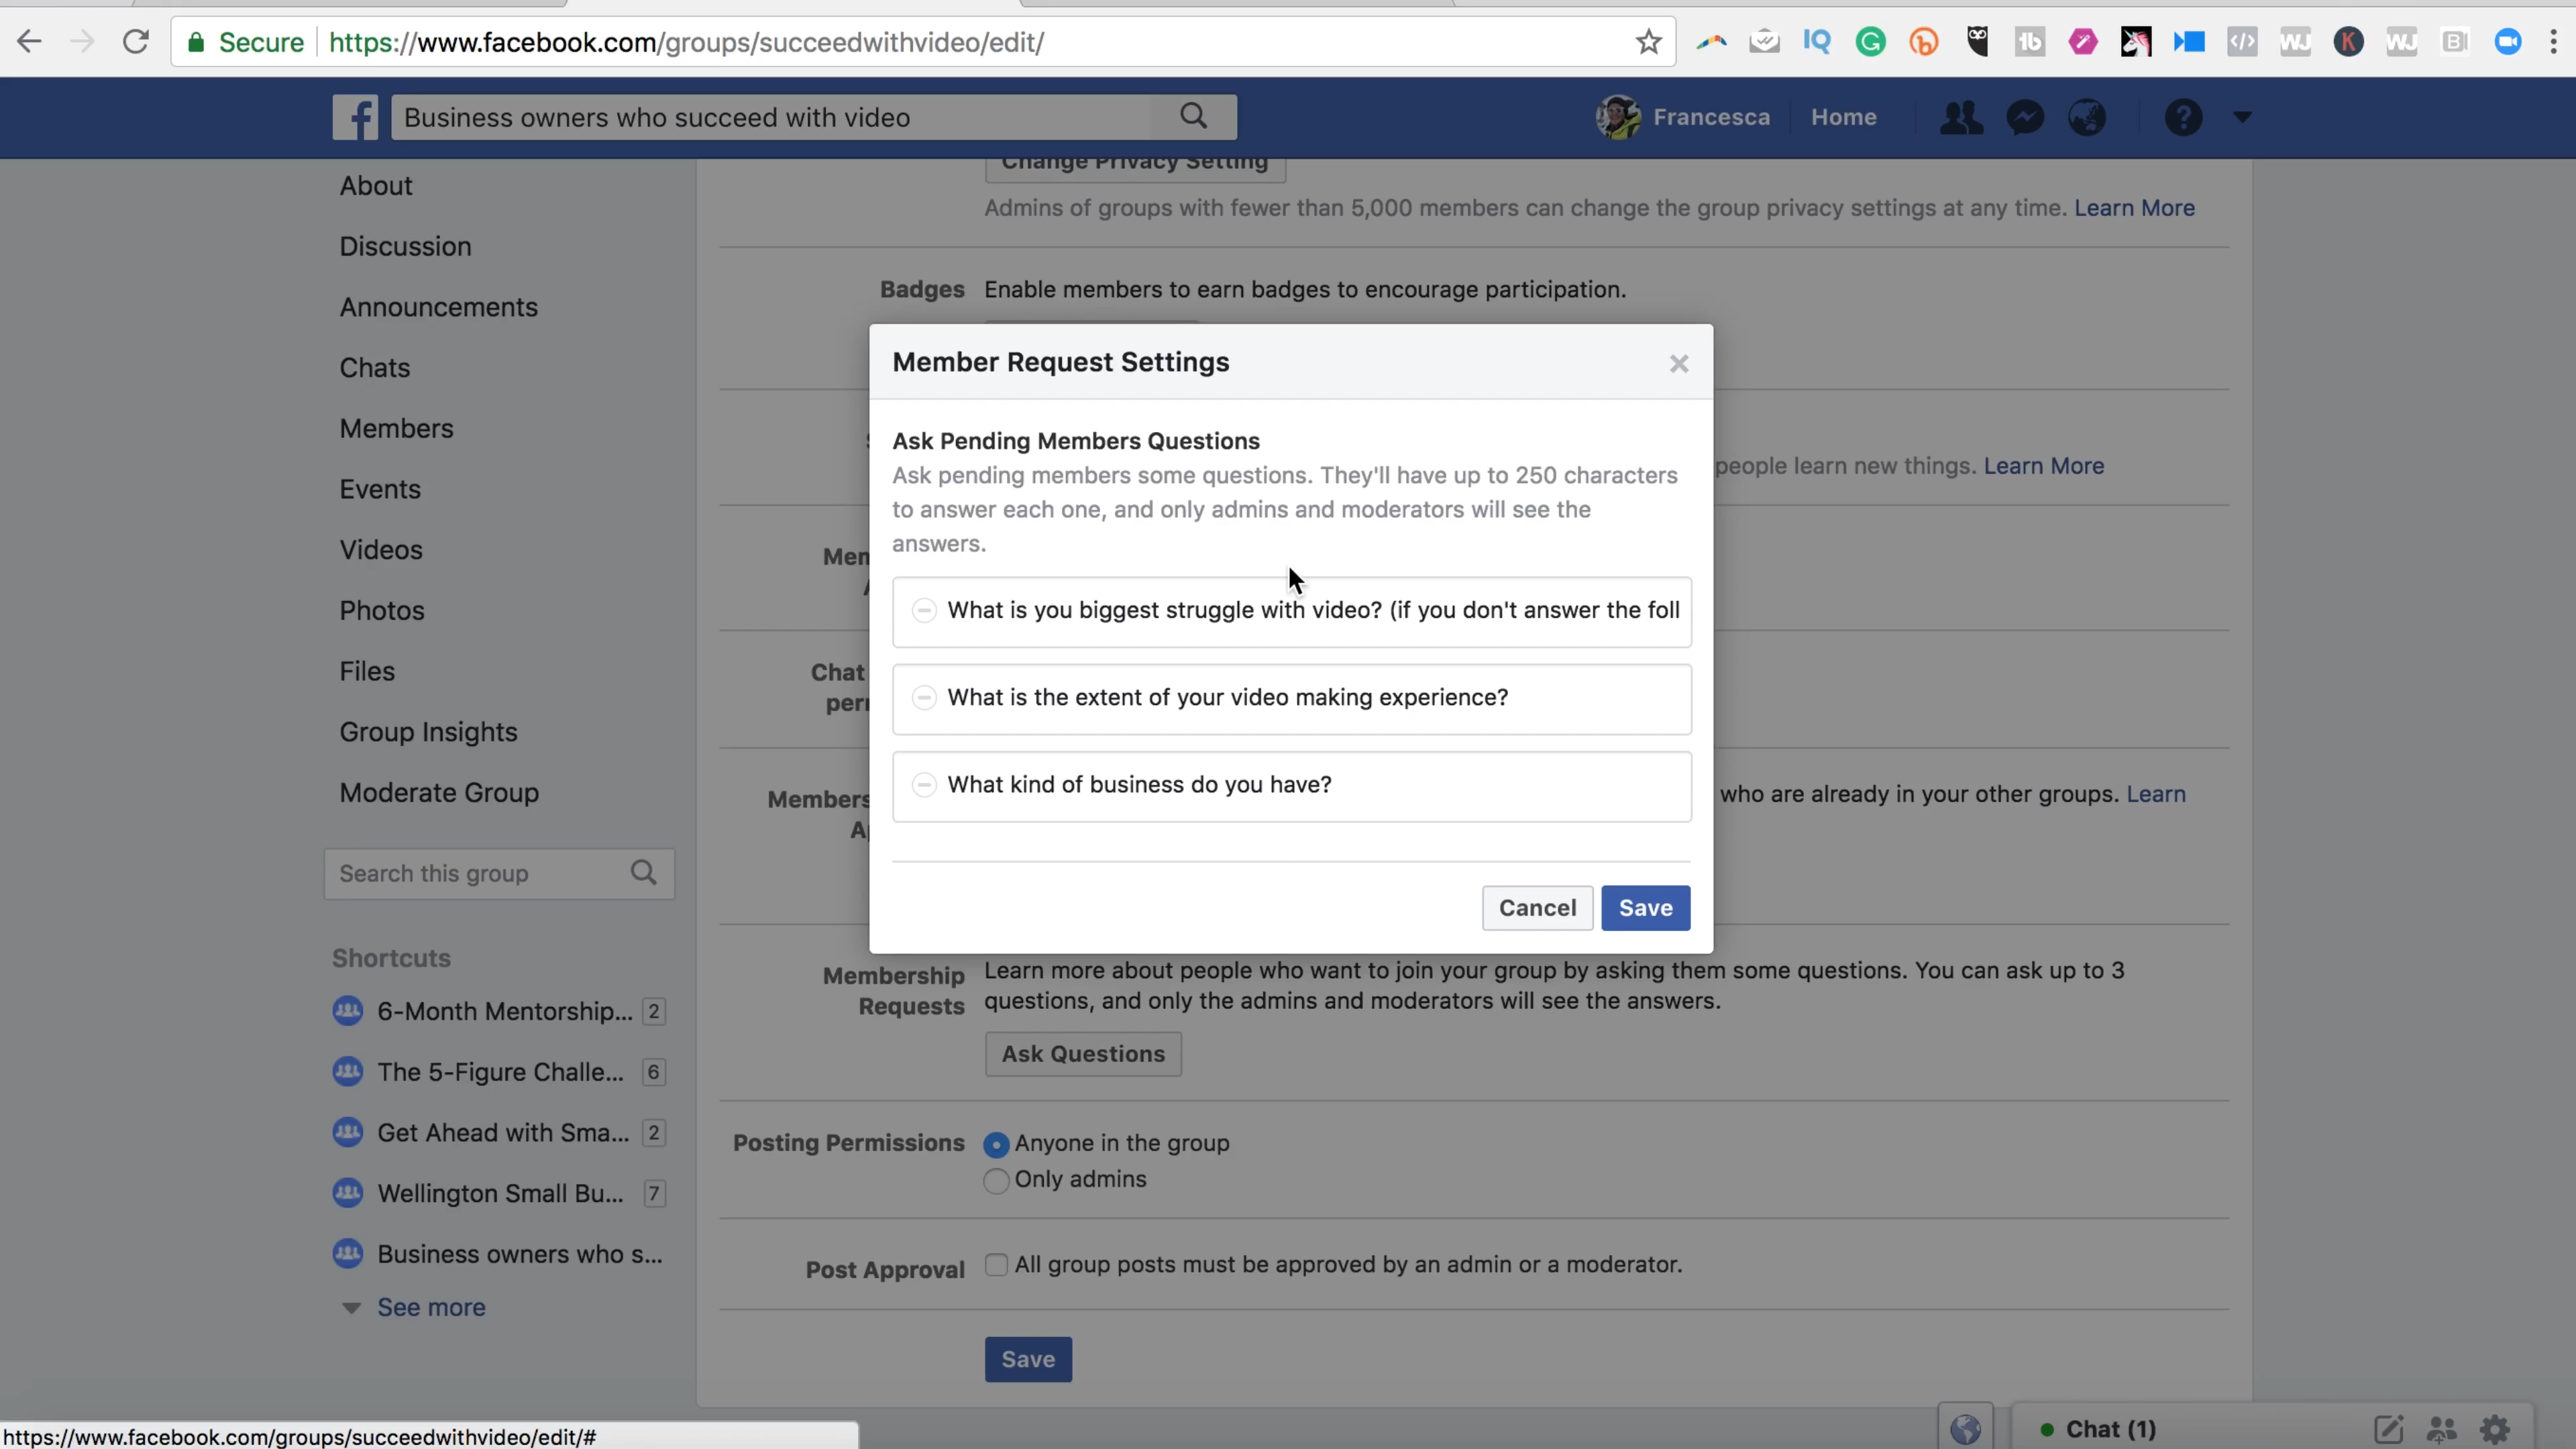 Secure https://www.facebook.com/groups/succeedwithvideo/edit/
Business owners who succeed with video
Francesca Home
About
Discussion
Announcements
Chats
Members
Events
Videos
Photos
Files
Group Insights
Moderate Group
Search this group
Shortcuts
6-Month Mentorship... 2
The 5-Figure Challe... 6
Get Ahead with Sma... 2
Wellington Small Bu... 7
Business owners who s...
See more
Change Privacy Setting
Admins of groups with fewer than 5,000 members can change the group privacy settings at any time. Learn More
Badges Enable members to earn badges to encourage participation.
people learn new things. Learn More
Chat
Members
who are already in your other groups. Learn
Member Request Settings
Ask Pending Members Questions
Ask pending members some questions. They'll have up to 250 characters
to answer each one, and only admins and moderators will see the
answers.
What is you biggest struggle with video? (if you don't answer the foll
What is the extent of your video making experience?
What kind of business do you have?
Cancel Save
Membership Learn more about people who want to join your group by asking them some questions. You can ask up to 3
Requests questions, and only the admins and moderators will see the answers.
Ask Questions
Posting Permissions Anyone in the group
Only admins
Post Approval All group posts must be approved by an admin or a moderator.
Save
https://www.facebook.com/groups/succeedwithvideo/edit/#
Chat (1)